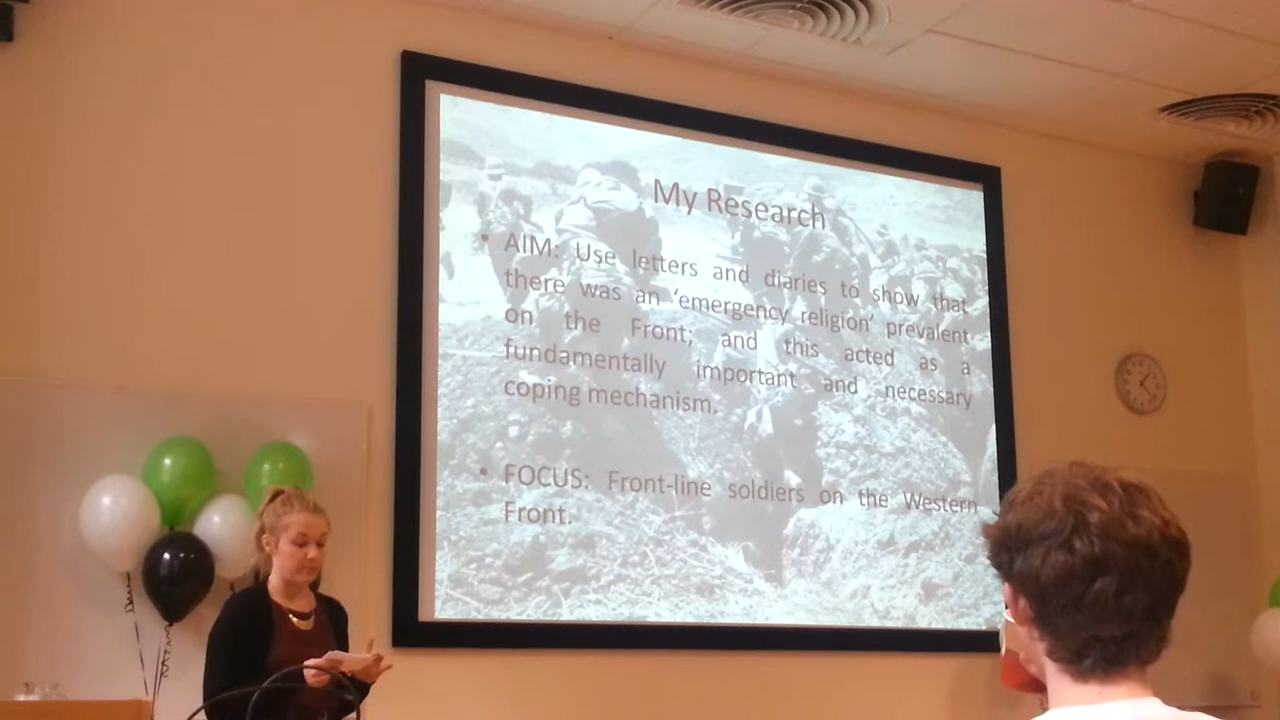 My Research
• AIM: Use letters and diaries to show that
there was an ‘emergency religion’ prevalent
on the Front; and this acted as a
fundamentally important and necessary
coping mechanism.
• FOCUS: Front-line soldiers on the Western
Front.